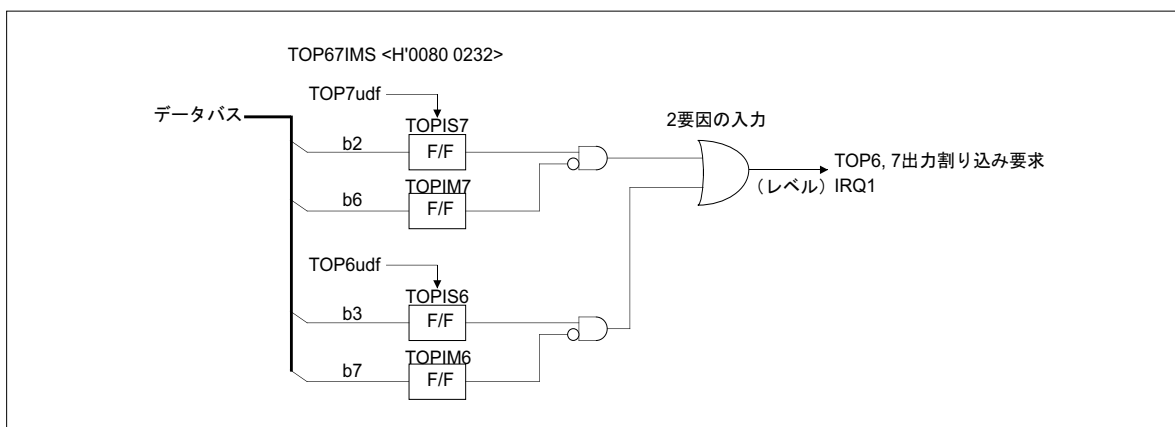 TOP67IMS <H'0080 0232>
TOP7udf
データバス
TOPIS7
2要因の入力
b2
F/F
TOPIM7
TOP6, 7出力割り込み要求
(レベル) IRQ1
b6
F/F
TOP6udf
TOPIS6
b3
F/F
TOPIM6
b7
F/F